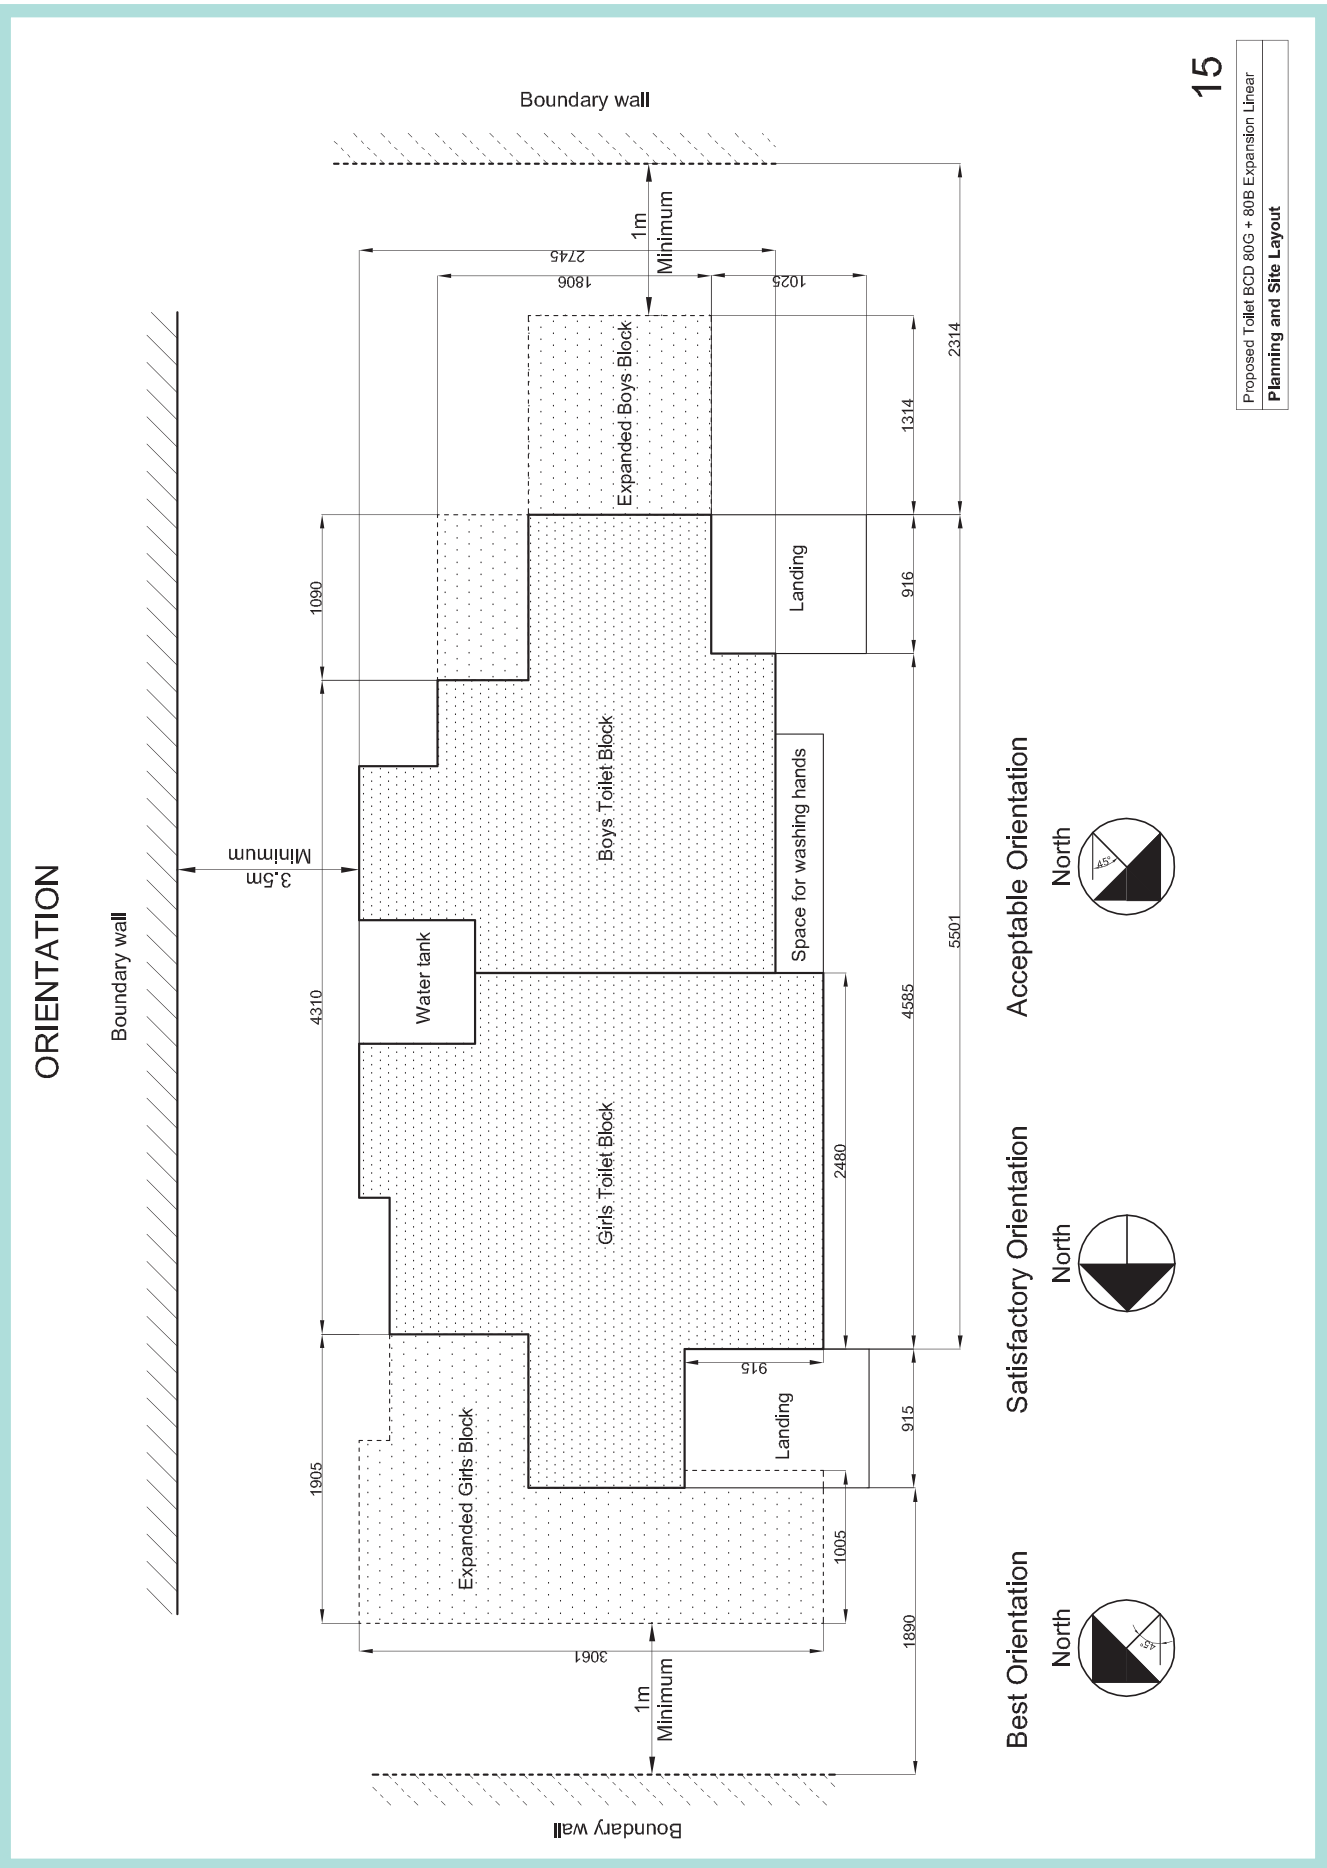 ORIENTATION
Boundary wall
3.5m
Minimum
1905
4310
1090
Water tank
Expanded Girls Block
Girls Toilet Block
Boys Toilet Block
Expanded Boys Block
Boundary wall
1m
Minimum
3061
Landing
915
Space for washing hands
Landing
1806
2745
1025
1m
Minimum
Boundary wall
1005
2480
1890
915
4585
916
1314
5501
2314
Best Orientation
North
45°
Satisfactory Orientation
North
Acceptable Orientation
North
45°
15
Proposed Toilet BCD 80G + 80B Expansion Linear
Planning and Site Layout